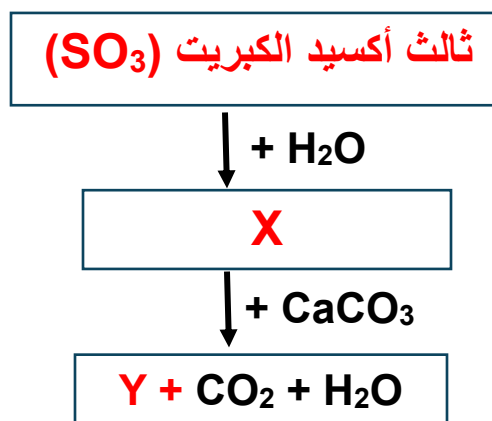 ثالث أكسيد الكبريت (SO₃)
+ H₂O
X
+ CaCO₃
Y + CO₂ + H₂O